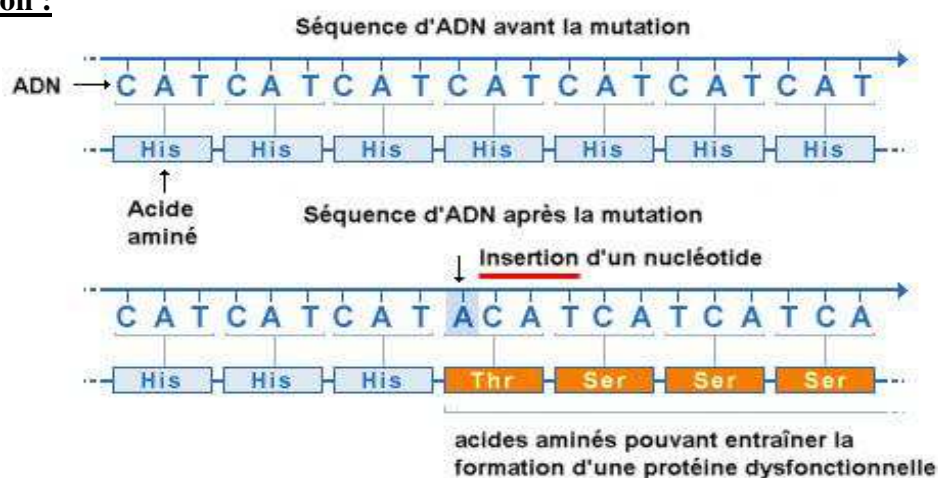 on :
Séquence d'ADN avant la mutation
ADN
C A T C A T C A T C A T C A T C A T C A T
His His His His His His His
Acide
aminé
Séquence d'ADN après la mutation
Insertion d'un nucléotide
C A T C A T C A T A C A T C A T C A T C A
His His His Thr Ser Ser Ser
acides aminés pouvant entraîner la
formation d'une protéine dysfonctionnelle